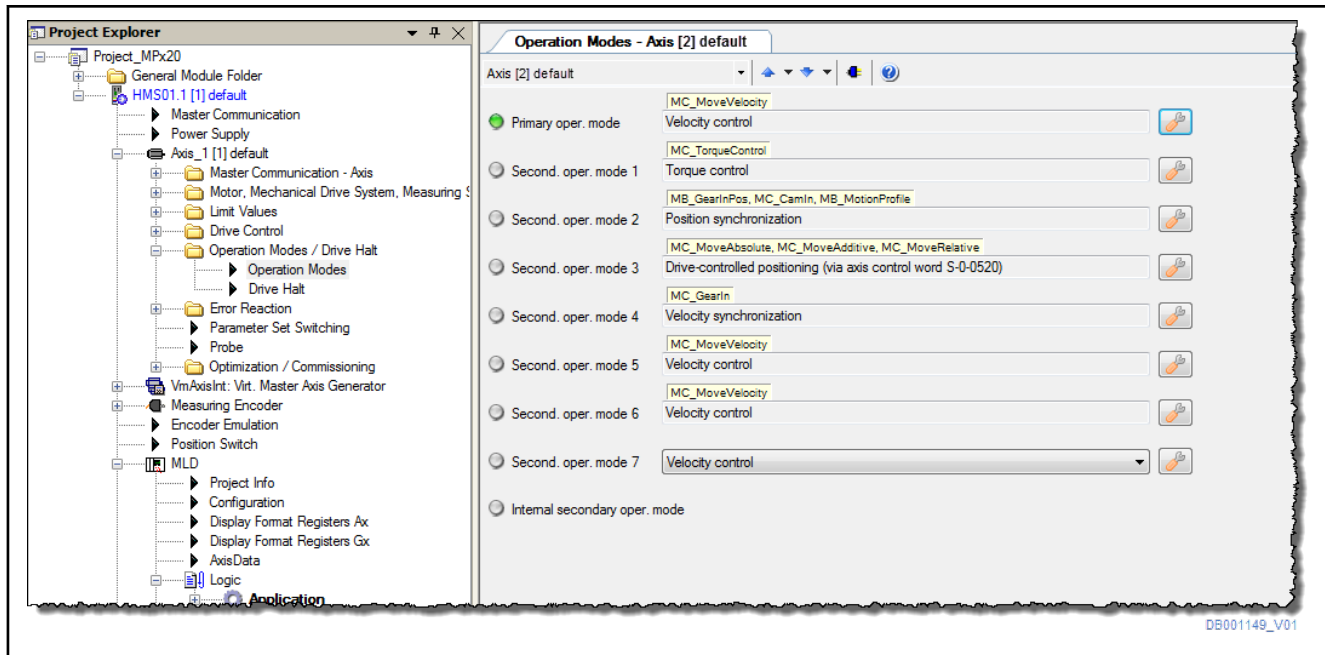 Project Explorer
Project_MPx20
General Module Folder
HMS01.1 [1] default
Master Communication
Power Supply
Axis_1 [1] default
Master Communication - Axis
Motor, Mechanical Drive System, Measuring S
Limit Values
Drive Control
Operation Modes / Drive Halt
Operation Modes
Drive Halt
Error Reaction
Parameter Set Switching
Probe
Optimization / Commissioning
VmAxisInt: Virt. Master Axis Generator
Measuring Encoder
Encoder Emulation
Position Switch
MLD
Project Info
Configuration
Display Format Registers Ax
Display Format Registers Gx
AxisData
Logic
Application
Operation Modes - Axis [2] default
Axis [2] default
MC_MoveVelocity
Primary oper. mode Velocity control
MC_TorqueControl
Second. oper. mode 1 Torque control
MB_GearInPos, MC_CamIn, MB_MotionProfile
Second. oper. mode 2 Position synchronization
MC_MoveAbsolute, MC_MoveAdditive, MC_MoveRelative
Second. oper. mode 3 Drive-controlled positioning (via axis control word S-0-0520)
MC_GearIn
Second. oper. mode 4 Velocity synchronization
MC_MoveVelocity
Second. oper. mode 5 Velocity control
MC_MoveVelocity
Second. oper. mode 6 Velocity control
Second. oper. mode 7 Velocity control
Internal secondary oper. mode
DB001149_V01